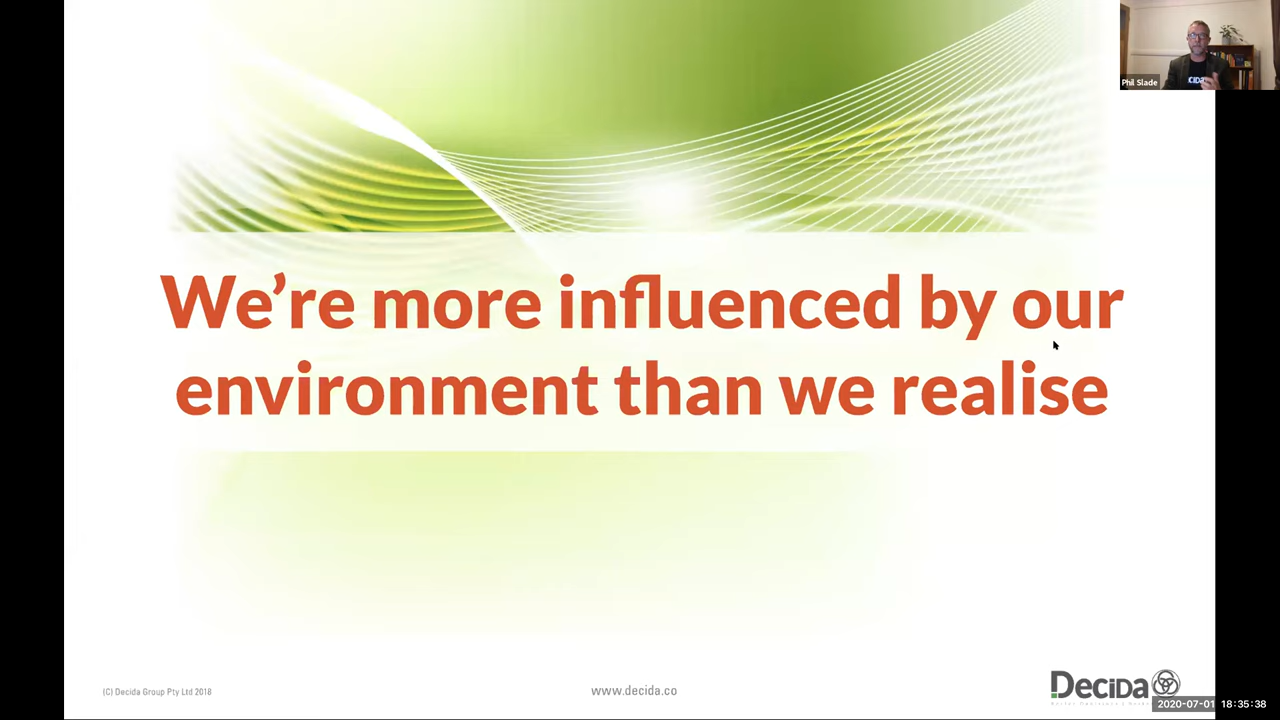 Phil Slade
CIDA
We're more influenced by our
environment than we realise
(C) Decida Group Pty Ltd 2018
www.decida.co
Decida
2020-07-01 18:35:38